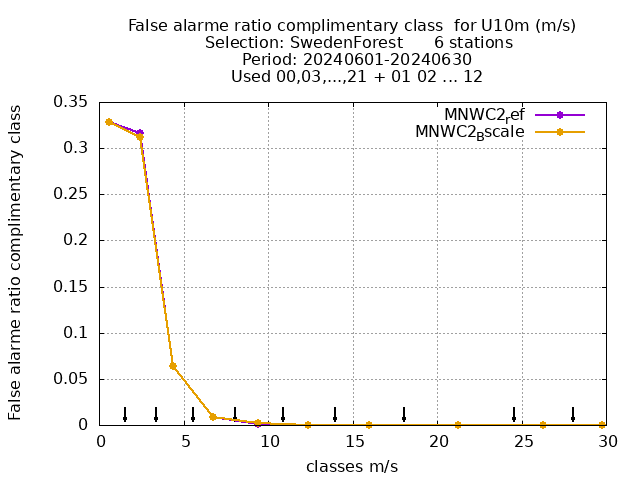 False alarme ratio complimentary class  for U10m (m/s)
Selection: SwedenForest      6 stations
Period: 20240601-20240630
Used 00,03,...,21 + 01 02 ... 12
False alarme ratio complimentary class
0.35
0.3
0.25
0.2
0.15
0.1
0.05
0
MNWC2ref
MNWC2Bscale
0 5 10 15 20 25 30
classes m/s